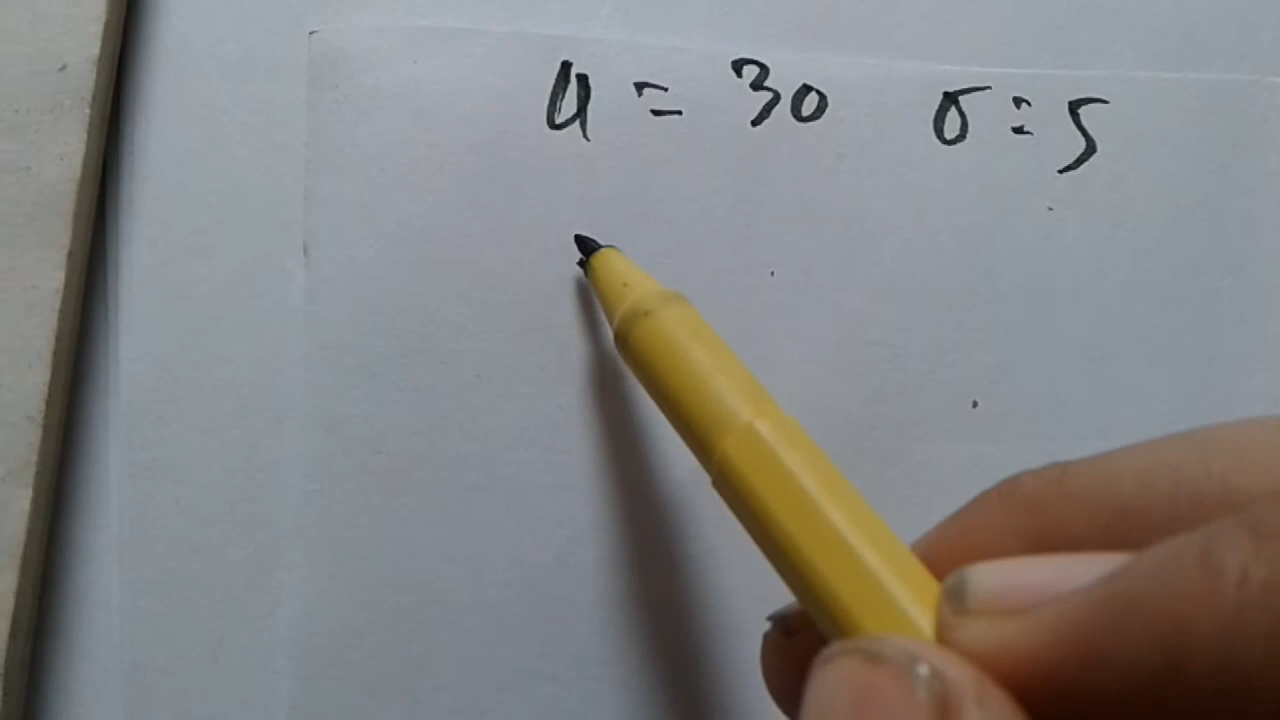 μ = 30 σ = 5